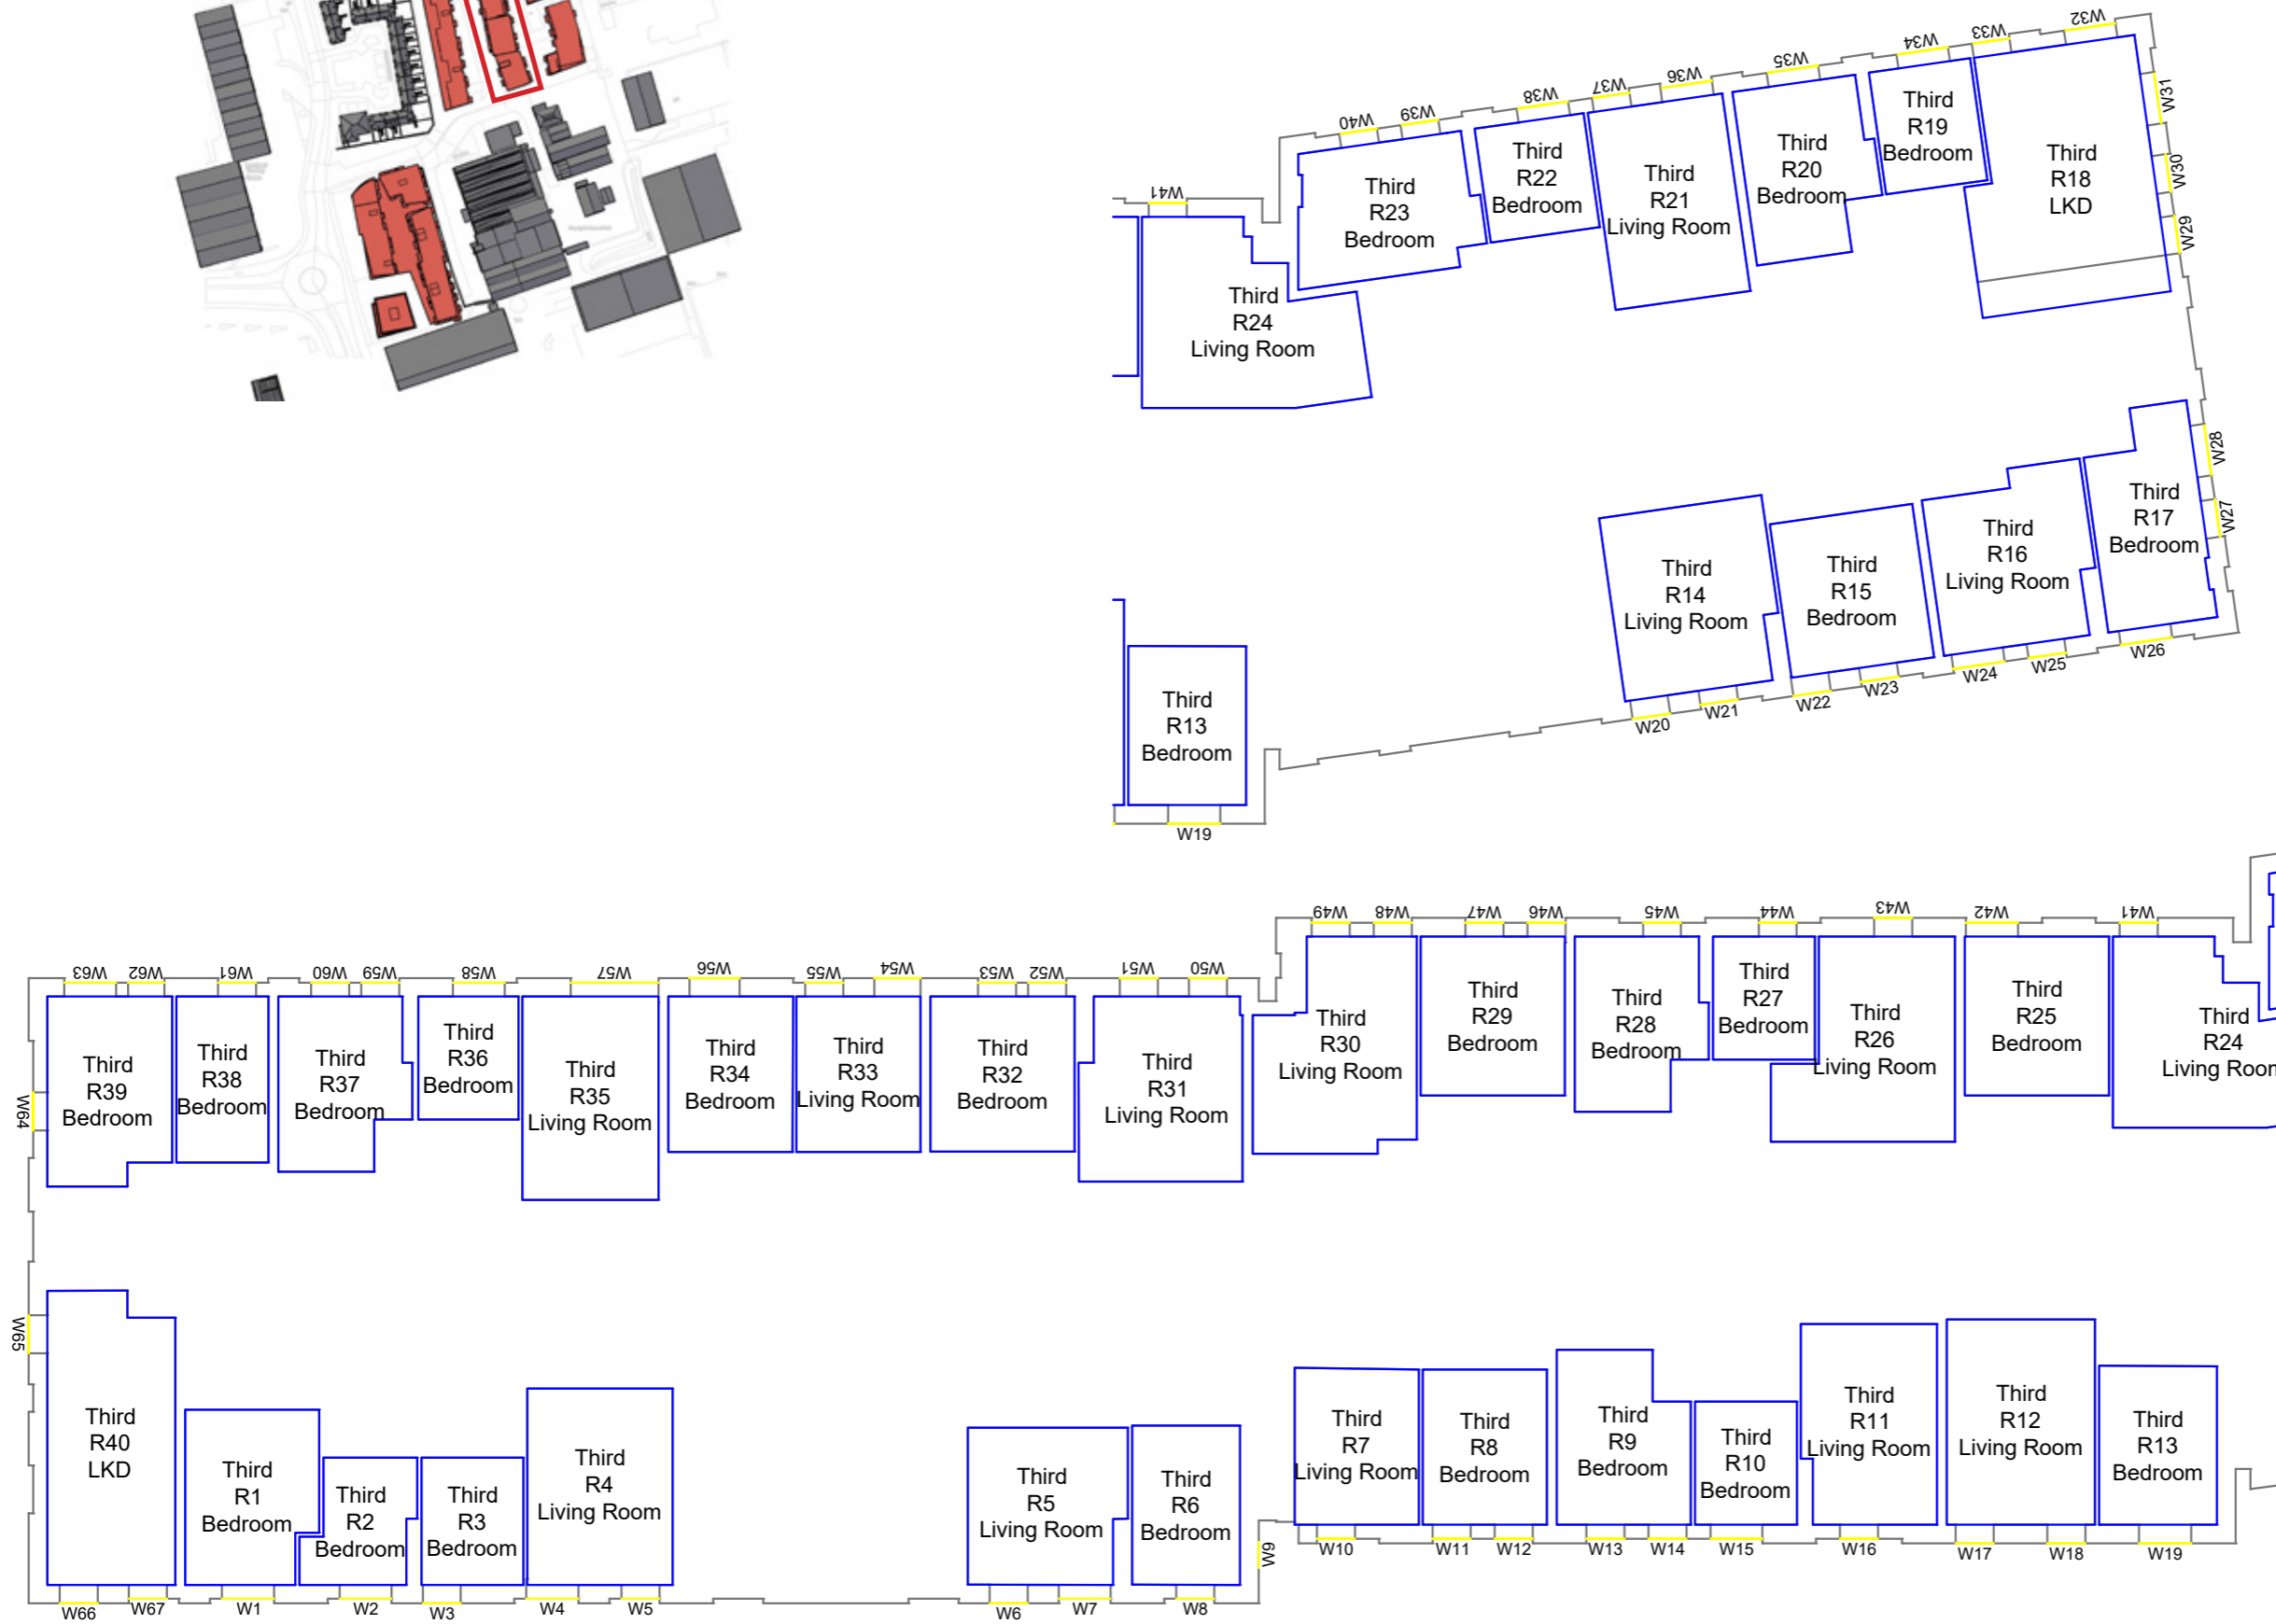 W32
W33
W34
W35
W36
W37
W38
W39
W40
W41
W31
W30
W29
Third
R19
Bedroom
Third
R18
LKD
Third
R20
Bedroom
Third
R21
Living Room
Third
R22
Bedroom
Third
R23
Bedroom
Third
R24
Living Room
W28
W27
Third
R17
Bedroom
Third
R16
Living Room
Third
R15
Bedroom
Third
R14
Living Room
W26
W25
W24
W23
W22
W21
W20
Third
R13
Bedroom
W19
W63
W62
W61
W60
W59
W58
W57
W56
W55
W54
W53
W52
W51
W50
W49
W48
W47
W46
W45
W44
W43
W42
W41
W64
Third
R39
Bedroom
Third
R38
Bedroom
Third
R37
Bedroom
Third
R36
Bedroom
Third
R35
Living Room
Third
R34
Bedroom
Third
R33
Living Room
Third
R32
Bedroom
Third
R31
Living Room
Third
R30
Living Room
Third
R29
Bedroom
Third
R28
Bedroom
Third
R27
Bedroom
Third
R26
Living Room
Third
R25
Bedroom
Third
R24
Living Room
W65
Third
R40
LKD
Third
R1
Bedroom
Third
R2
Bedroom
Third
R3
Bedroom
Third
R4
Living Room
Third
R5
Living Room
Third
R6
Bedroom
Third
R7
Living Room
Third
R8
Bedroom
Third
R9
Bedroom
Third
R10
Bedroom
Third
R11
Living Room
Third
R12
Living Room
Third
R13
Bedroom
W66
W67
W1
W2
W3
W4
W5
W6
W7
W8
W9
W10
W11
W12
W13
W14
W15
W16
W17
W18
W19